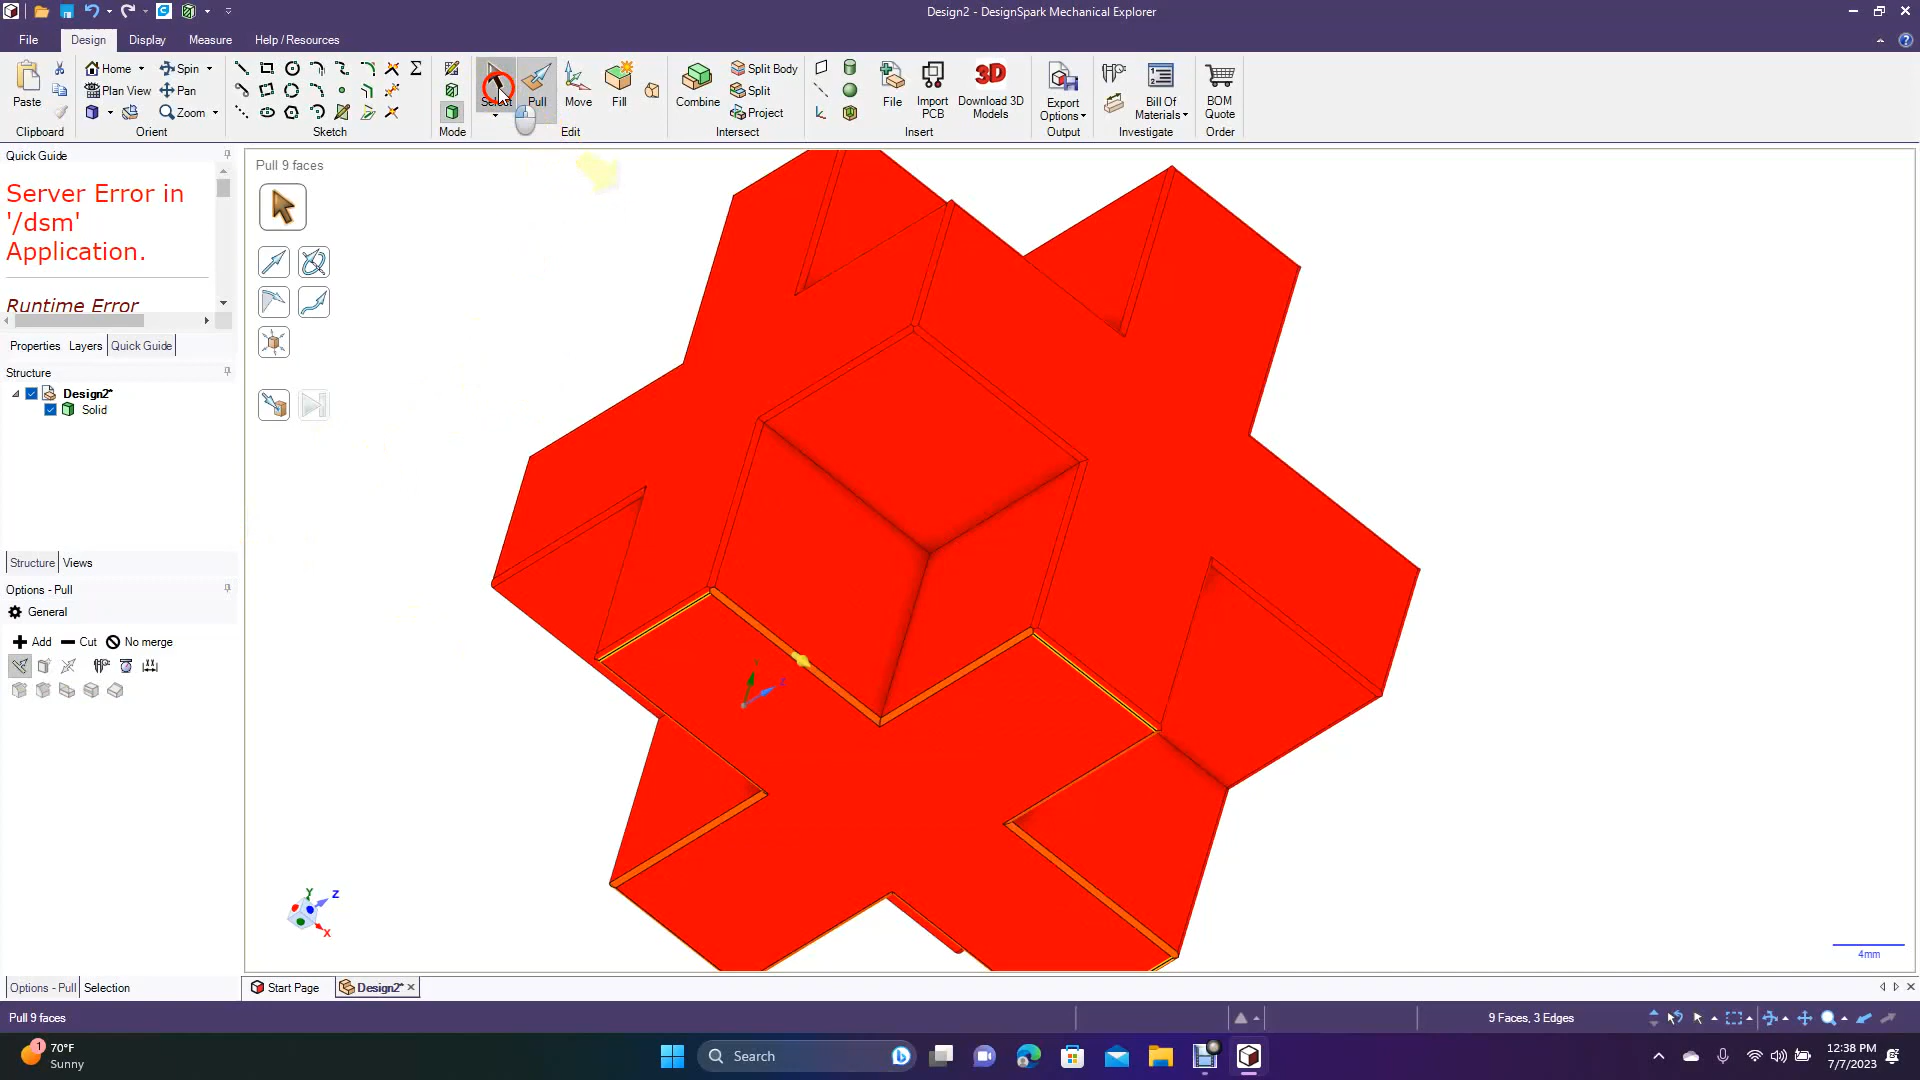 Design2 - DesignSpark Mechanical Explorer
File Design Display Measure Help / Resources
Paste Home Spin Plan View Pan Zoom
Select Pull Move Fill
Combine Split Body Split Project
File Import PCB Download 3D Models
Export Options Bill Of Materials BOM Quote
Clipboard Orient Sketch Mode Edit Intersect Insert Output Investigate Order
Quick Guide
Server Error in
'/dsm'
Application.
Runtime Error
Properties Layers Quick Guide
Structure
Design2*
Solid
Structure Views
Options - Pull
General
Add Cut No merge
Options - Pull Selection
Pull 9 faces
Y
Z
X
4mm
Start Page Design2*
Pull 9 faces
9 Faces, 3 Edges
1
70°F
Sunny
Search
12:38 PM
7/7/2023